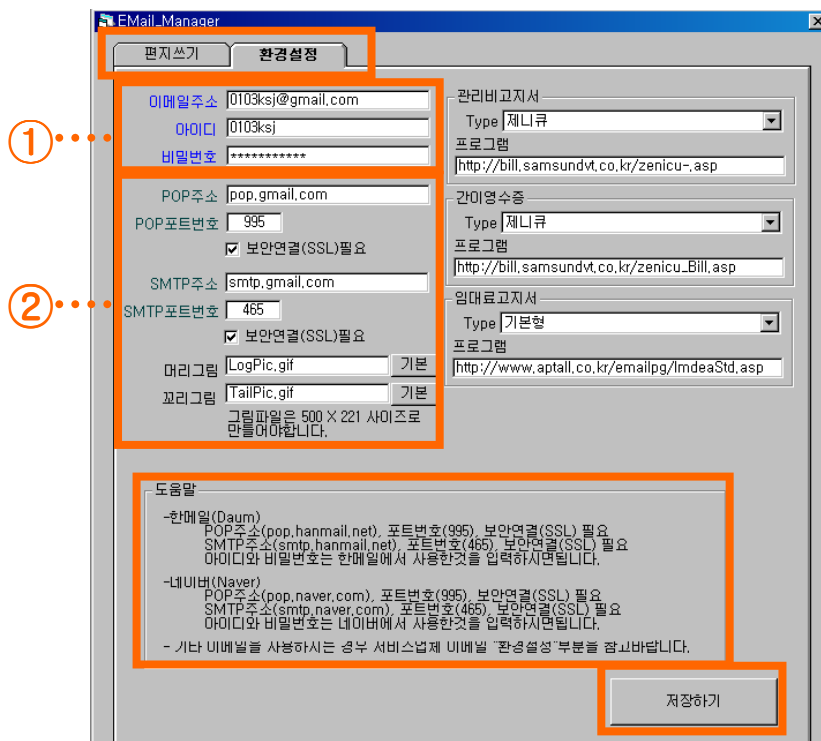 EMail_Manager
편지쓰기
환경설정
①
이메일주소 0103ksj@gmail.com
아이디 0103ksj
비밀번호 ***********
②
POP주소 pop.gmail.com
POP포트번호 995
보안연결(SSL)필요
SMTP주소 smtp.gmail.com
SMTP포트번호 465
보안연결(SSL)필요
머리그림 LogPic.gif 기본
꼬리그림 TailPic.gif 기본
그림파일은 500 X 221 사이즈로
만들어야합니다.
관리비고지서
Type 제니큐
프로그램
http://bill.samsundvt.co.kr/zenicu-.asp
간이영수증
Type 제니큐
프로그램
http://bill.samsundvt.co.kr/zenicu_Bill.asp
임대료고지서
Type 기본형
프로그램
http://www.aptall.co.kr/emailpg/ImdeaStd.asp
도움말
-한메일(Daum)
POP주소(pop.hanmail.net), 포트번호(995), 보안연결(SSL) 필요
SMTP주소(smtp.hanmail.net), 포트번호(465), 보안연결(SSL) 필요
아이디와 비밀번호는 한메일에서 사용한것을 입력하시면됩니다.
-네이버(Naver)
POP주소(pop.naver.com), 포트번호(995), 보안연결(SSL) 필요
SMTP주소(smtp.naver.com), 포트번호(465), 보안연결(SSL) 필요
아이디와 비밀번호는 네이버에서 사용한것을 입력하시면됩니다.
- 기타 이메일을 사용하시는 경우 서비스업체 이메일 "환경설정"부분을 참고바랍니다.
저장하기